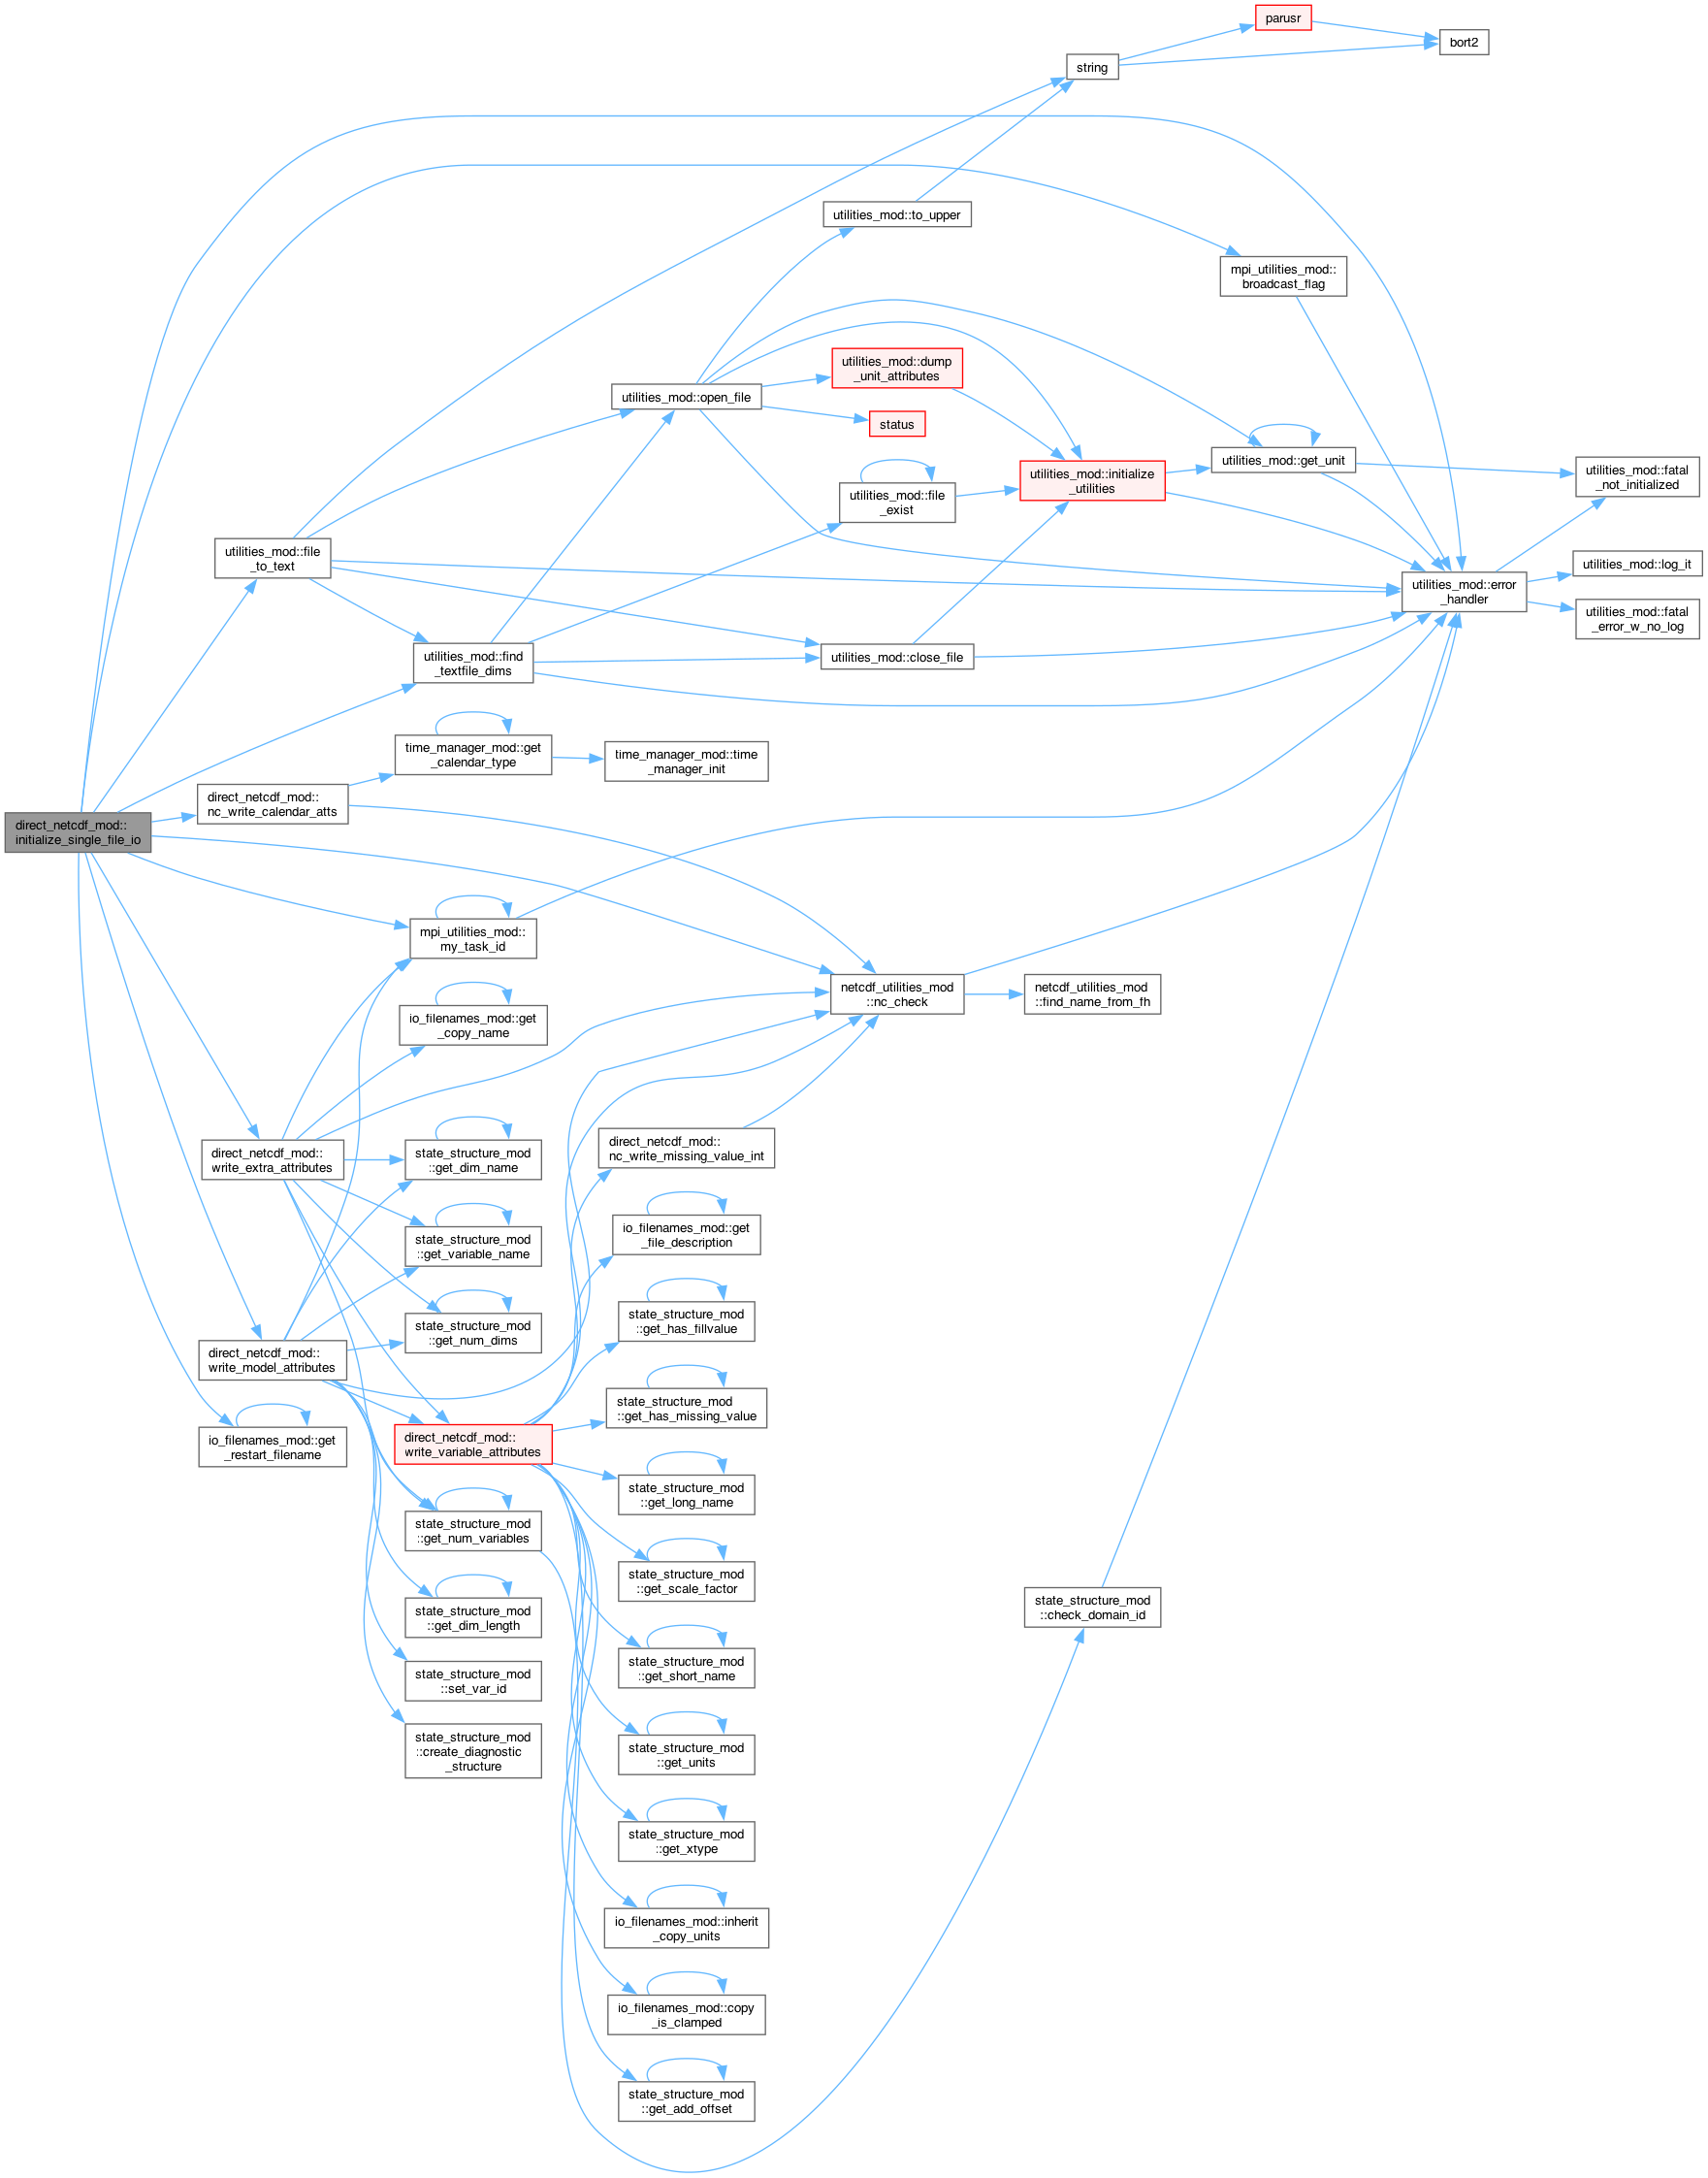 parusr
bort2
string
utilities_mod::to_upper
mpi_utilities_mod::
broadcast_flag
utilities_mod::dump
_unit_attributes
utilities_mod::open_file
status
utilities_mod::get_unit
utilities_mod::initialize
_utilities
utilities_mod::fatal
_not_initialized
utilities_mod::file
_exist
utilities_mod::file
_to_text
utilities_mod::log_it
utilities_mod::error
_handler
utilities_mod::fatal
_error_w_no_log
utilities_mod::find
_textfile_dims
utilities_mod::close_file
time_manager_mod::get
_calendar_type
time_manager_mod::time
_manager_init
direct_netcdf_mod::
nc_write_calendar_atts
direct_netcdf_mod::
initialize_single_file_io
mpi_utilities_mod::
my_task_id
netcdf_utilities_mod
::nc_check
netcdf_utilities_mod
::find_name_from_fh
io_filenames_mod::get
_copy_name
direct_netcdf_mod::
nc_write_missing_value_int
direct_netcdf_mod::
write_extra_attributes
state_structure_mod
::get_dim_name
state_structure_mod
::get_variable_name
io_filenames_mod::get
_file_description
state_structure_mod
::get_num_dims
state_structure_mod
::get_has_fillvalue
direct_netcdf_mod::
write_model_attributes
state_structure_mod
::get_has_missing_value
io_filenames_mod::get
_restart_filename
direct_netcdf_mod::
write_variable_attributes
state_structure_mod
::get_long_name
state_structure_mod
::get_num_variables
state_structure_mod
::get_scale_factor
state_structure_mod
::get_dim_length
state_structure_mod
::check_domain_id
state_structure_mod
::get_short_name
state_structure_mod
::set_var_id
state_structure_mod
::create_diagnostic
_structure
state_structure_mod
::get_units
state_structure_mod
::get_xtype
io_filenames_mod::inherit
_copy_units
io_filenames_mod::copy
_is_clamped
state_structure_mod
::get_add_offset